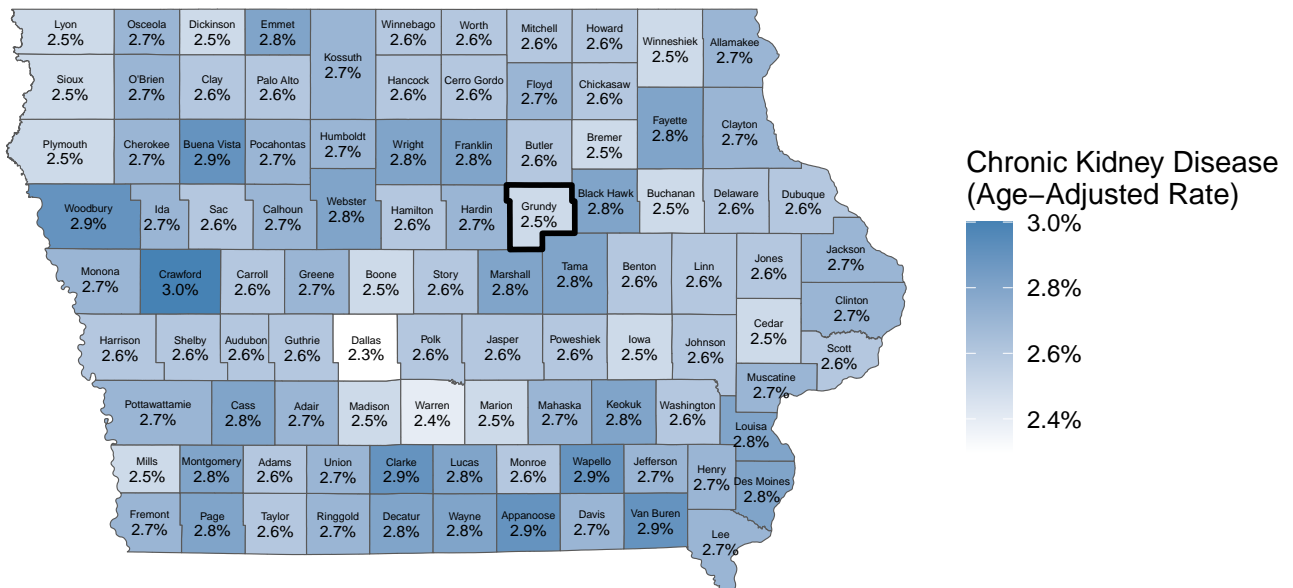 Lyon
2.5%
Osceola
2.7%
Dickinson
2.5%
Emmet
2.8%
Kossuth
2.7%
Winnebago
2.6%
Worth
2.6%
Mitchell
2.6%
Howard
2.6%
Winneshiek
2.5%
Allamakee
2.7%
Sioux
2.5%
O'Brien
2.7%
Clay
2.6%
Palo Alto
2.6%
Hancock
2.6%
Cerro Gordo
2.6%
Floyd
2.7%
Chickasaw
2.6%
Fayette
2.8%
Clayton
2.7%
Plymouth
2.5%
Cherokee
2.7%
Buena Vista
2.9%
Pocahontas
2.7%
Humboldt
2.7%
Wright
2.8%
Franklin
2.8%
Butler
2.6%
Bremer
2.5%
Woodbury
2.9%
Ida
2.7%
Sac
2.6%
Calhoun
2.7%
Webster
2.8%
Hamilton
2.6%
Hardin
2.7%
Grundy
2.5%
Black Hawk
2.8%
Buchanan
2.5%
Delaware
2.6%
Dubuque
2.6%
Monona
2.7%
Crawford
3.0%
Carroll
2.6%
Greene
2.7%
Boone
2.5%
Story
2.6%
Marshall
2.8%
Tama
2.8%
Benton
2.6%
Linn
2.6%
Jones
2.6%
Jackson
2.7%
Clinton
2.7%
Harrison
2.6%
Shelby
2.6%
Audubon
2.6%
Guthrie
2.6%
Dallas
2.3%
Polk
2.6%
Jasper
2.6%
Poweshiek
2.6%
Iowa
2.5%
Johnson
2.6%
Cedar
2.5%
Scott
2.6%
Muscatine
2.7%
Pottawattamie
2.7%
Cass
2.8%
Adair
2.7%
Madison
2.5%
Warren
2.4%
Marion
2.5%
Mahaska
2.7%
Keokuk
2.8%
Washington
2.6%
Louisa
2.8%
Mills
2.5%
Montgomery
2.8%
Adams
2.6%
Union
2.7%
Clarke
2.9%
Lucas
2.8%
Monroe
2.6%
Wapello
2.9%
Jefferson
2.7%
Henry
2.7%
Des Moines
2.8%
Fremont
2.7%
Page
2.8%
Taylor
2.6%
Ringgold
2.7%
Decatur
2.8%
Wayne
2.8%
Appanoose
2.9%
Davis
2.7%
Van Buren
2.9%
Lee
2.7%
Chronic Kidney Disease
(Age−Adjusted Rate)
3.0%
2.8%
2.6%
2.4%